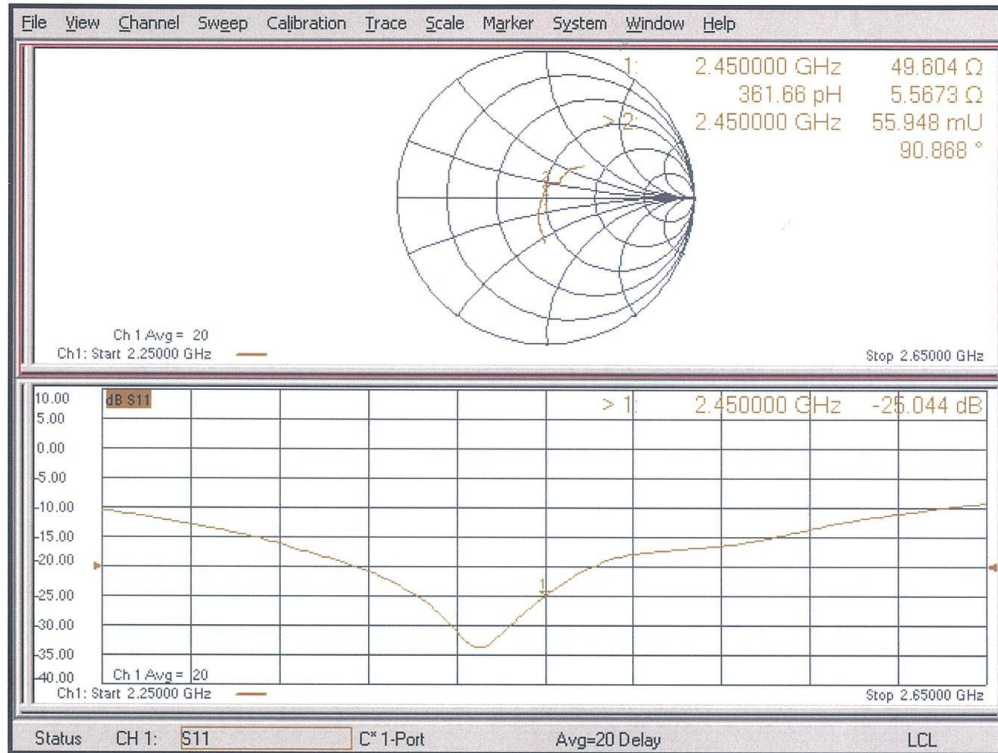 File View Channel Sweep Calibration Trace Scale Marker System Window Help
1: 2.450000 GHz 49.604 Ω
361.66 pH 5.5673 Ω
> 2: 2.450000 GHz 55.948 mU
90.868 °
Ch 1 Avg = 20
Ch1: Start 2.25000 GHz
Stop 2.65000 GHz
dB S11
> 1: 2.450000 GHz -25.044 dB
10.00
5.00
0.00
-5.00
-10.00
-15.00
-20.00
-25.00
-30.00
-35.00
-40.00
1
Ch 1 Avg = 20
Ch1: Start 2.25000 GHz
Stop 2.65000 GHz
Status CH 1: S11 C* 1-Port Avg=20 Delay LCL